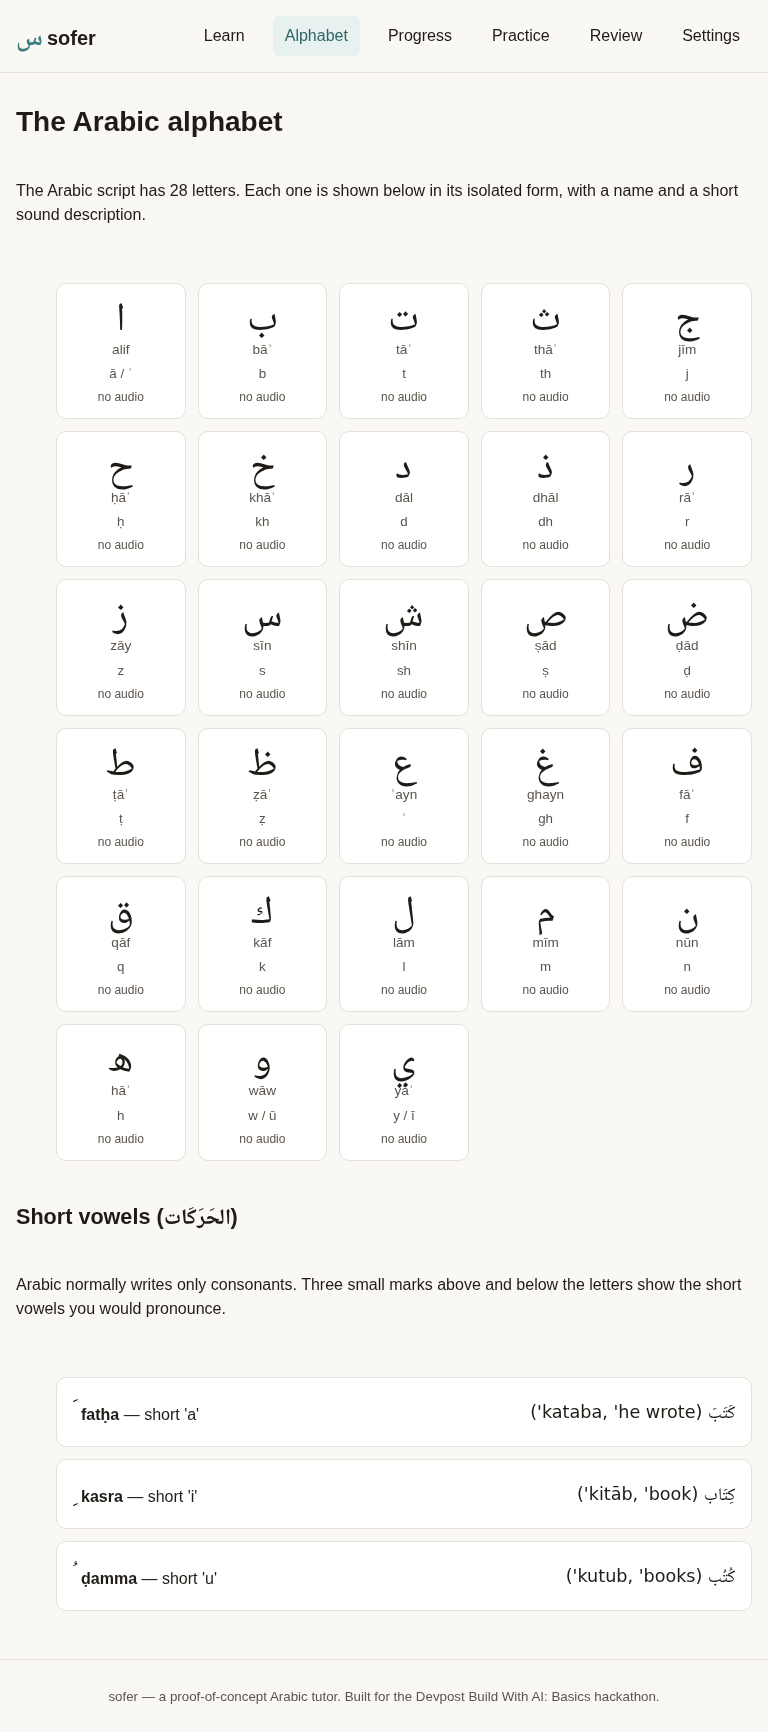 س sofer
Learn Alphabet Progress Practice Review Settings
The Arabic alphabet
The Arabic script has 28 letters. Each one is shown below in its isolated form, with a name and a short
sound description.
ا ب ت ث ج
alif bāʾ tāʾ thāʾ jīm
ā / ʾ b t th j
no audio no audio no audio no audio no audio
ح خ د ذ ر
ḥāʾ khāʾ dāl dhāl rāʾ
ḥ kh d dh r
no audio no audio no audio no audio no audio
ز س ش ص ض
zāy sīn shīn ṣād ḍād
z s sh ṣ ḍ
no audio no audio no audio no audio no audio
ط ظ ع غ ف
ṭāʾ ẓāʾ ʿayn ghayn fāʾ
ṭ ẓ ʿ gh f
no audio no audio no audio no audio no audio
ق ك ل م ن
qāf kāf lām mīm nūn
q k l m n
no audio no audio no audio no audio no audio
ه و ي
hāʾ wāw yāʾ
h w / ū y / ī
no audio no audio no audio
Short vowels (الحَرَكَات)
Arabic normally writes only consonants. Three small marks above and below the letters show the short
vowels you would pronounce.
َ fatḥa — short 'a' كَتَبَ (kataba, 'he wrote')
ِ kasra — short 'i' كِتَاب (kitāb, 'book')
ُ ḍamma — short 'u' كُتُب (kutub, 'books')
sofer — a proof-of-concept Arabic tutor. Built for the Devpost Build With AI: Basics hackathon.